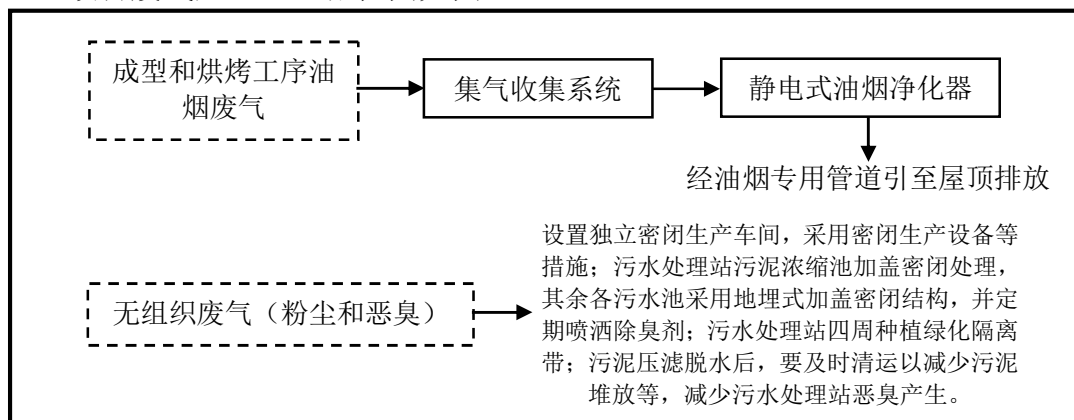 成型和烘烤工序油
烟废气
集气收集系统
静电式油烟净化器
经油烟专用管道引至屋顶排放
设置独立密闭生产车间，采用密闭生产设备等
措施；污水处理站污泥浓缩池加盖密闭处理，
其余各污水池采用地埋式加盖密闭结构，并定
期喷洒除臭剂；污水处理站四周种植绿化隔离
带；污泥压滤脱水后，要及时清运以减少污泥
堆放等，减少污水处理站恶臭产生。
无组织废气（粉尘和恶臭）